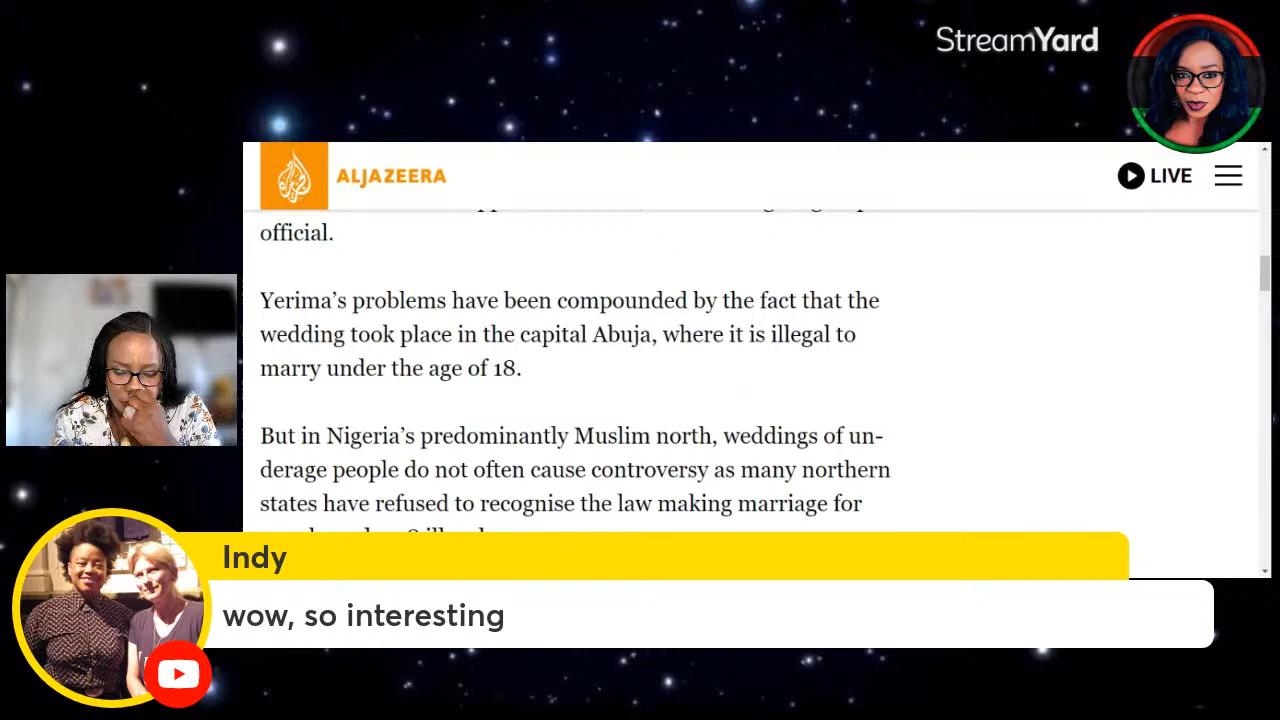 StreamYard
ALJAZEERA
LIVE
official.
Yerima’s problems have been compounded by the fact that the
wedding took place in the capital Abuja, where it is illegal to
marry under the age of 18.
But in Nigeria’s predominantly Muslim north, weddings of un-
derage people do not often cause controversy as many northern
states have refused to recognise the law making marriage for
Indy
wow, so interesting